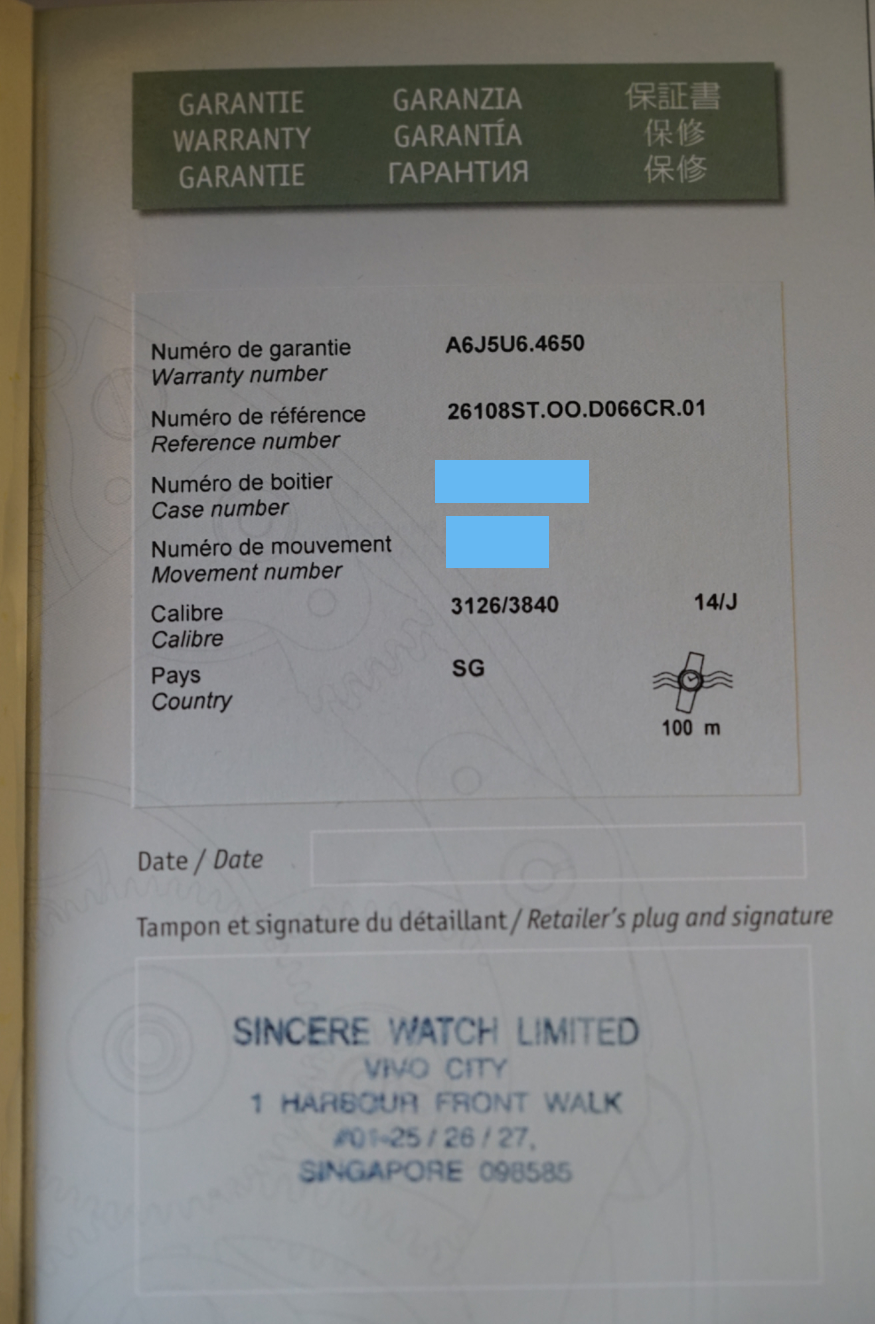 GARANTIE GARANZIA 保証書
WARRANTY GARANTÍA 保修
GARANTIE ГАРАНТИЯ 保修
Numéro de garantie A6J5U6.4650
Warranty number
Numéro de référence 26108ST.OO.D066CR.01
Reference number
Numéro de boitier
Case number
Numéro de mouvement
Movement number
Calibre 3126/3840 14/J
Calibre
Pays SG
Country
100 m
Date / Date
Tampon et signature du détaillant / Retailer's plug and signature
SINCERE WATCH LIMITED
VIVO CITY
1 HARBOUR FRONT WALK
#01-25 / 26 / 27,
SINGAPORE 098585